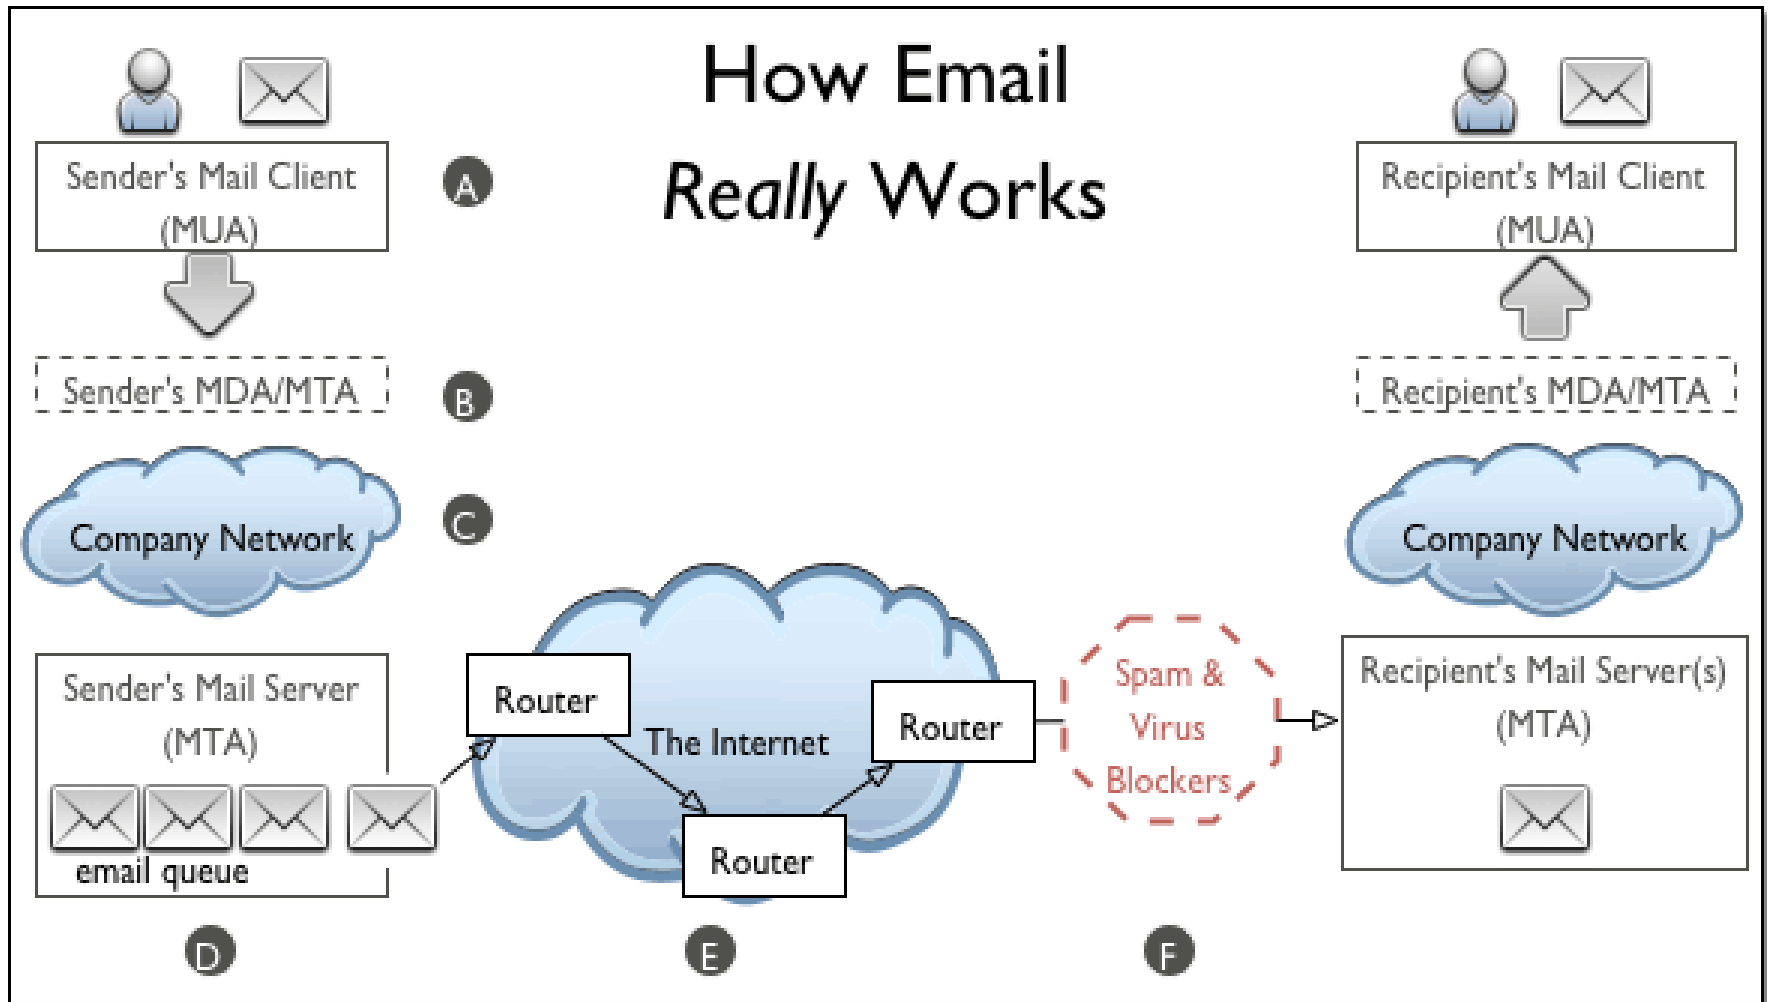 How Email
Really Works
Sender's Mail Client
(MUA)
A
Sender's MDA/MTA
B
Company Network
C
Sender's Mail Server
(MTA)
email queue
D
Router
The Internet
Router
Router
E
Spam &
Virus
Blockers
F
Recipient's Mail Client
(MUA)
Recipient's MDA/MTA
Company Network
Recipient's Mail Server(s)
(MTA)